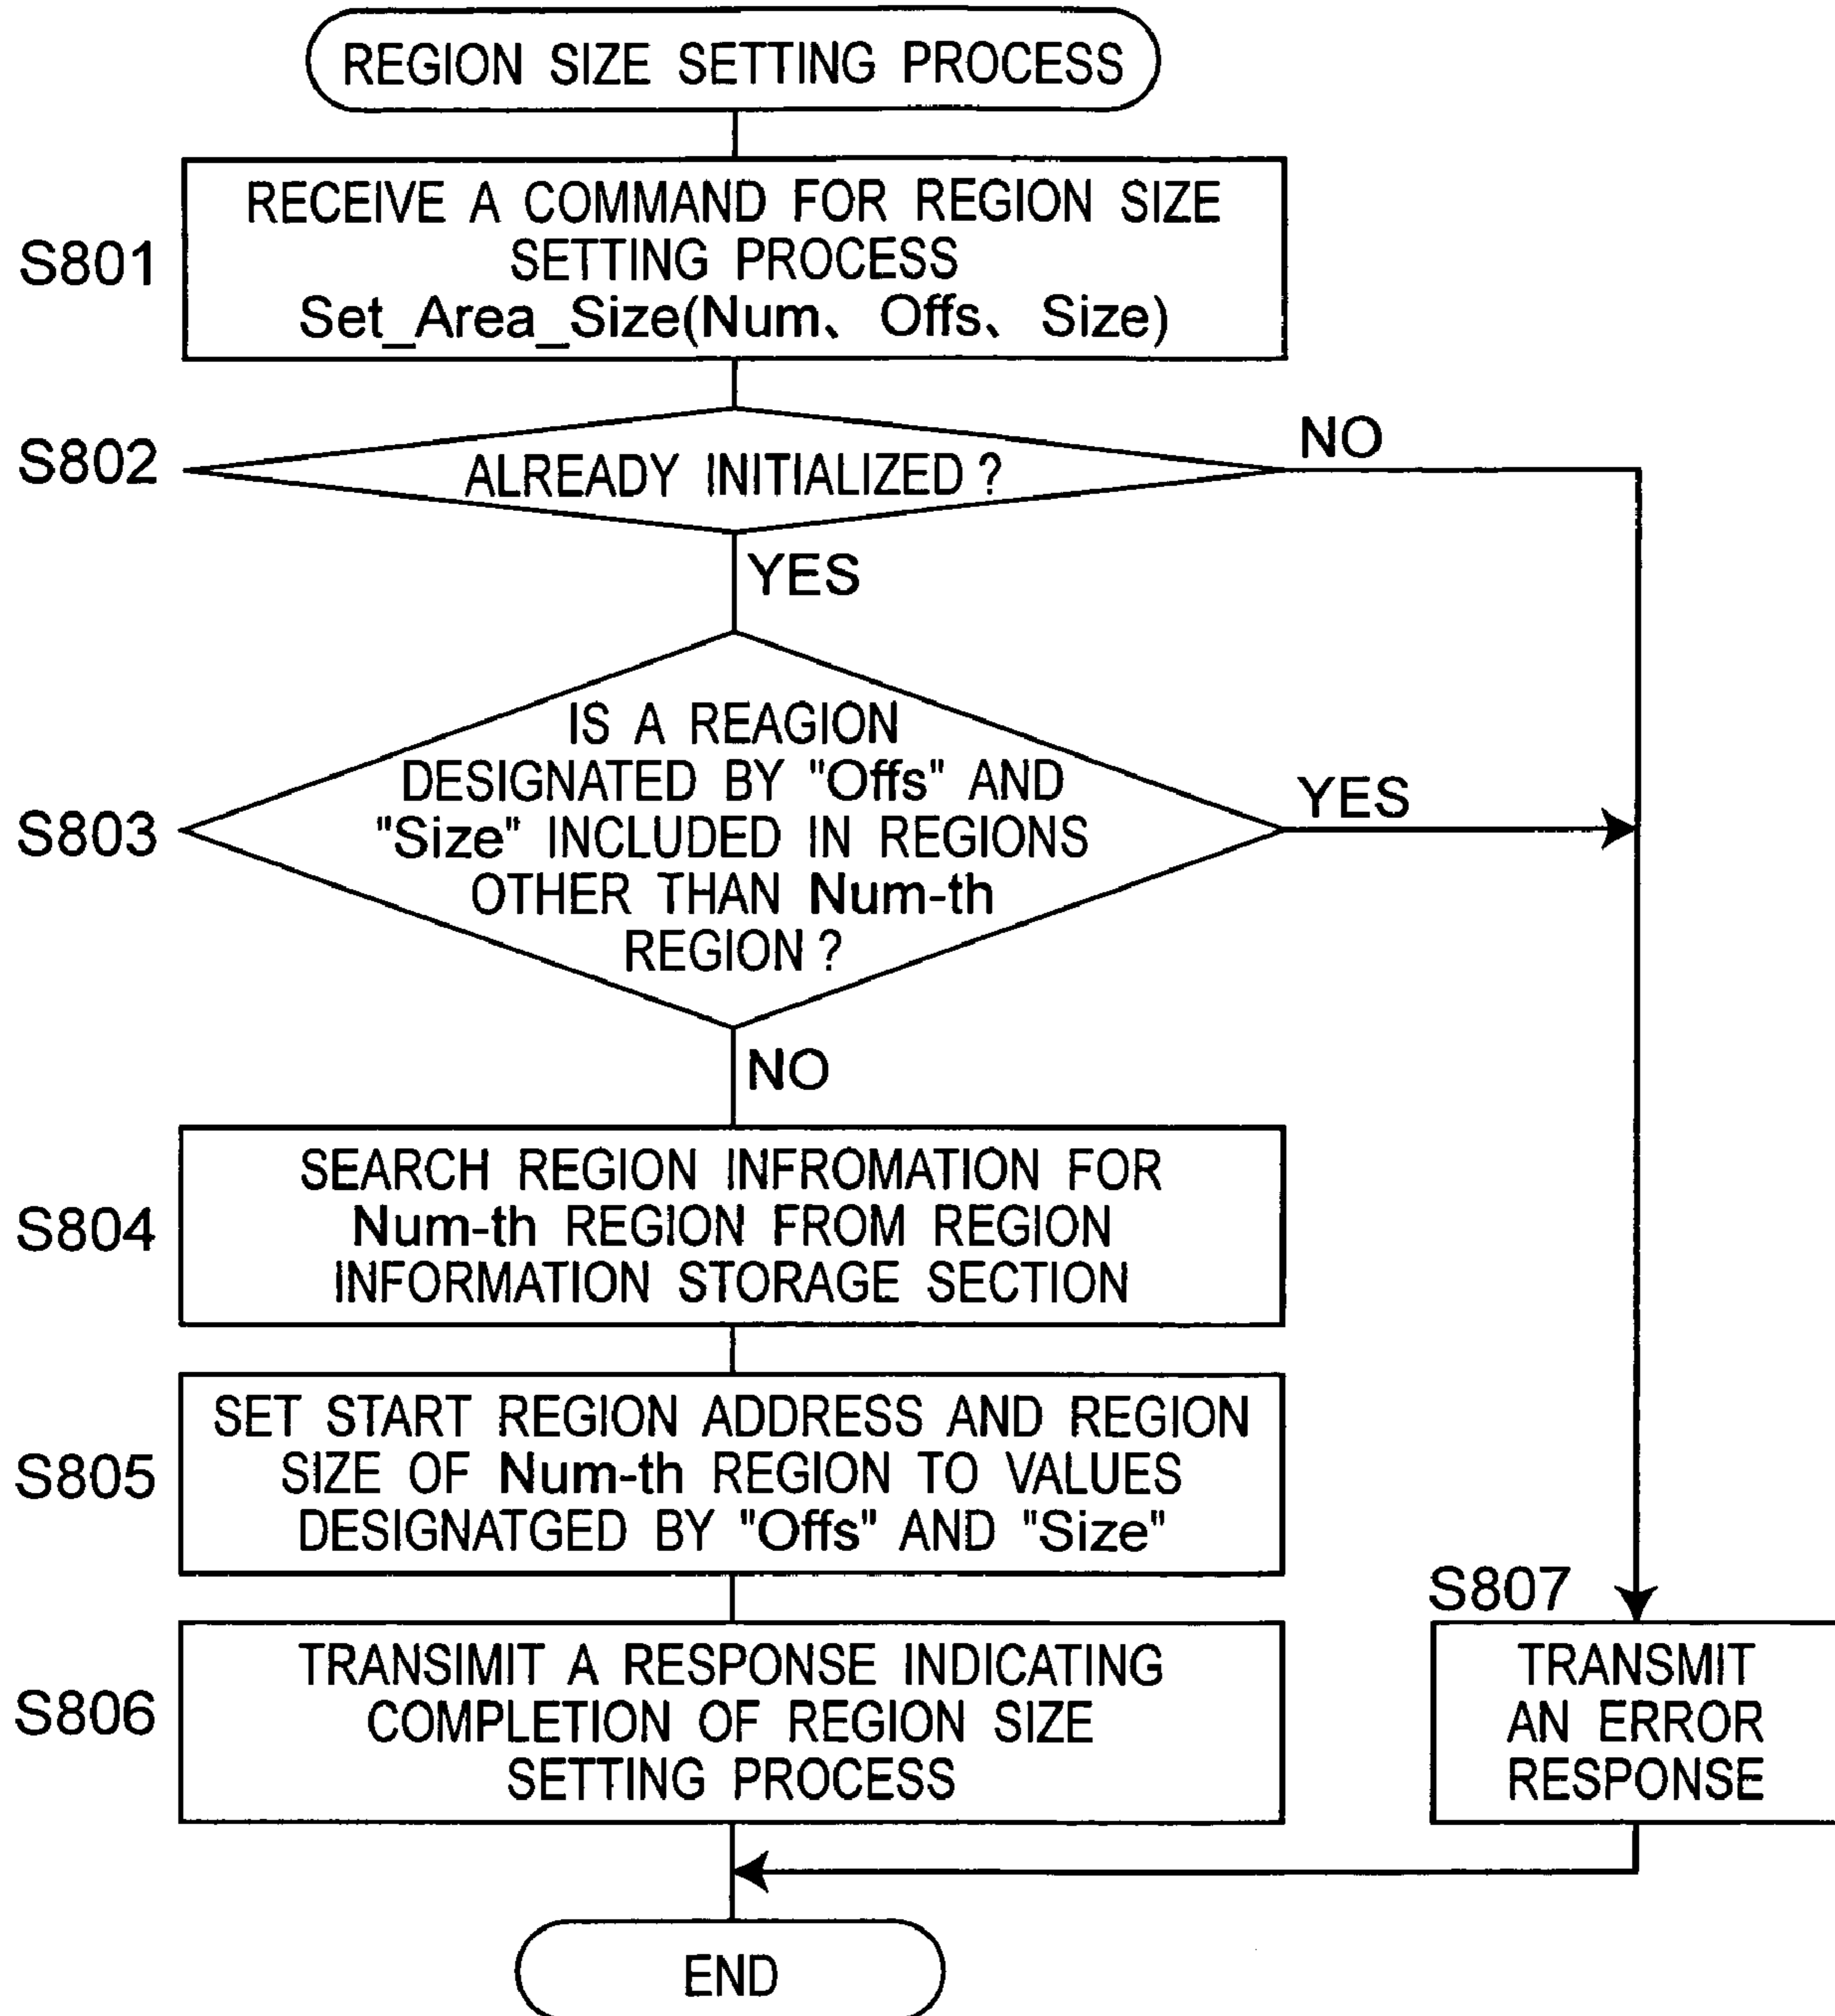 REGION SIZE SETTING PROCESS
S801
RECEIVE A COMMAND FOR REGION SIZE
SETTING PROCESS
Set_Area_Size(Num、 Offs、 Size)
S802
ALREADY INITIALIZED ?
NO
YES
S803
IS A REAGION
DESIGNATED BY "Offs" AND
"Size" INCLUDED IN REGIONS
OTHER THAN Num-th
REGION ?
YES
NO
S804
SEARCH REGION INFROMATION FOR
Num-th REGION FROM REGION
INFORMATION STORAGE SECTION
S805
SET START REGION ADDRESS AND REGION
SIZE OF Num-th REGION TO VALUES
DESIGNATGED BY "Offs" AND "Size"
S806
TRANSIMIT A RESPONSE INDICATING
COMPLETION OF REGION SIZE
SETTING PROCESS
S807
TRANSMIT
AN ERROR
RESPONSE
END